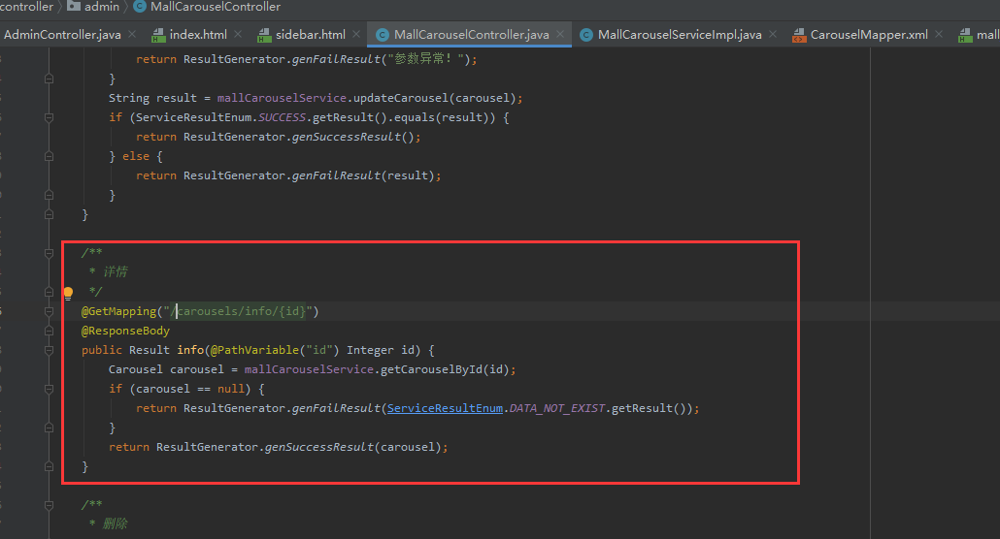 controller 〉 admin 〉 MallCarouselController
AdminController.java × index.html × sidebar.html × MallCarouselController.java × MallCarouselServiceImpl.java × CarouselMapper.xml × mall
            return ResultGenerator.genFailResult("参数异常！");
        }
        String result = mallCarouselService.updateCarousel(carousel);
        if (ServiceResultEnum.SUCCESS.getResult().equals(result)) {
            return ResultGenerator.genSuccessResult();
        } else {
            return ResultGenerator.genFailResult(result);
        }
    }
    /**
     * 详情
     */
    @GetMapping("/carousels/info/{id}")
    @ResponseBody
    public Result info(@PathVariable("id") Integer id) {
        Carousel carousel = mallCarouselService.getCarouselById(id);
        if (carousel == null) {
            return ResultGenerator.genFailResult(ServiceResultEnum.DATA_NOT_EXIST.getResult());
        }
        return ResultGenerator.genSuccessResult(carousel);
    }
    /**
     * 删除